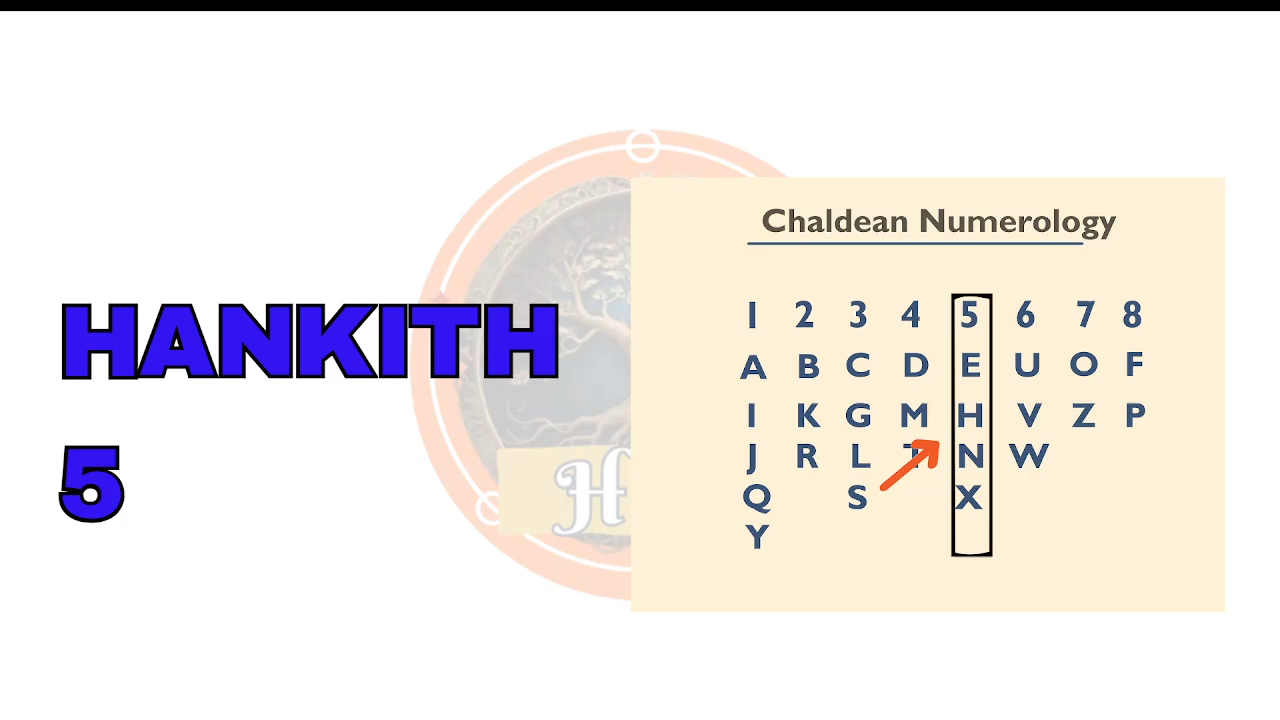 HANKITH
5
H
Chaldean Numerology
1 2 3 4 5 6 7 8
A B C D E U O F
I K G M H V Z P
J R L T N W
Q S X
Y